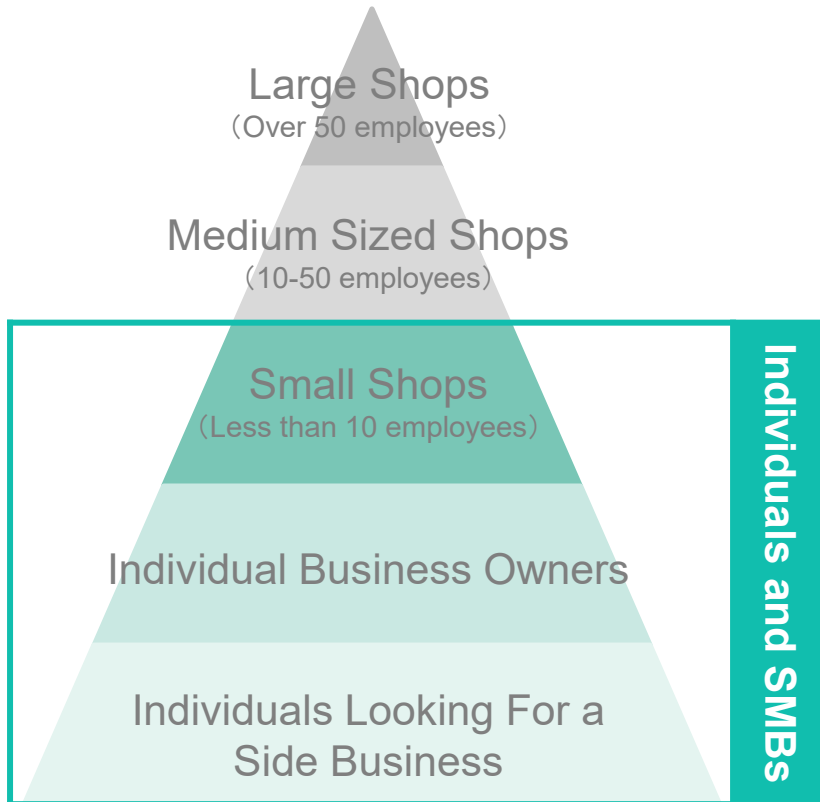 Large Shops
（Over 50 employees）
Medium Sized Shops
（10-50 employees）
Small Shops
（Less than 10 employees）
Individual Business Owners
Individuals Looking For a
Side Business
Individuals and SMBs